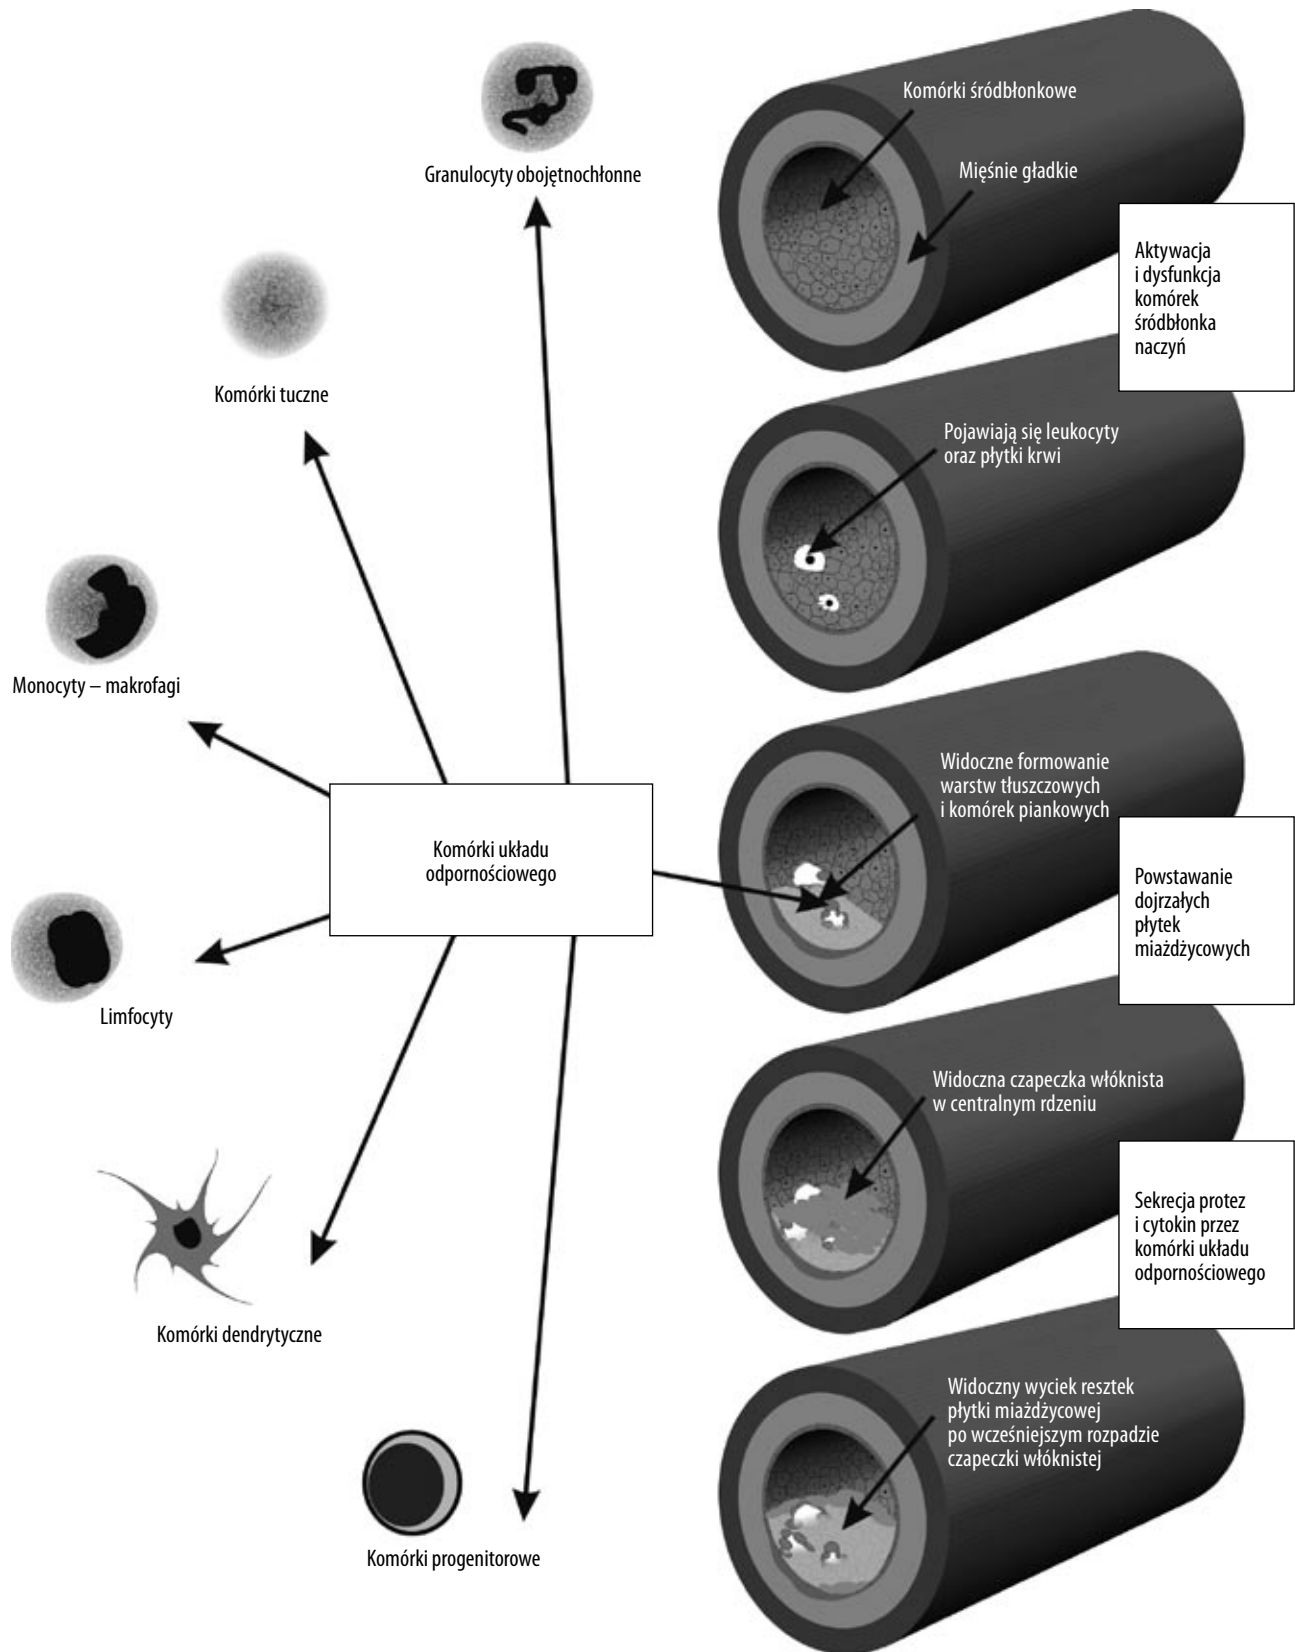 Granulocyty obojętnochłonne
Komórki tuczne
Monocyty – makrofagi
Komórki układu
odpornościowego
Limfocyty
Komórki dendrytyczne
Komórki progenitorowe
Komórki śródbłonkowe
Mięśnie gładkie
Aktywacja
i dysfunkcja
komórek
śródbłonka
naczyń
Pojawiają się leukocyty
oraz płytki krwi
Widoczne formowanie
warstw tłuszczowych
i komórek piankowych
Powstawanie
dojrzałych
płytek
miażdżycowych
Widoczna czapeczka włóknista
w centralnym rdzeniu
Sekrecja protez
i cytokin przez
komórki układu
odpornościowego
Widoczny wyciek resztek
płytki miażdżycowej
po wcześniejszym rozpadzie
czapeczki włóknistej